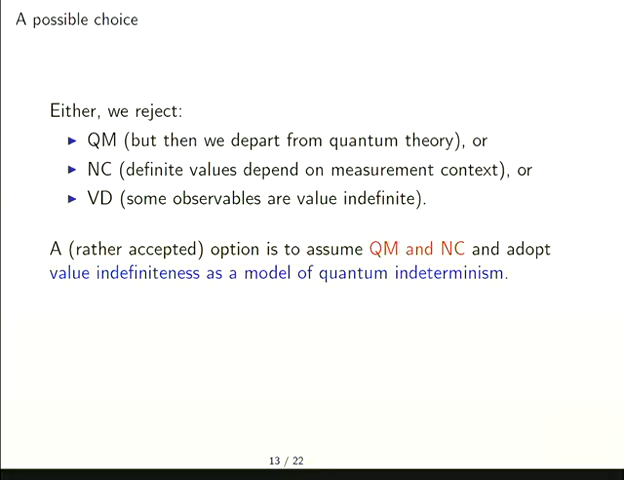 A possible choice
Either, we reject:
▶ QM (but then we depart from quantum theory), or
▶ NC (definite values depend on measurement context), or
▶ VD (some observables are value indefinite).
A (rather accepted) option is to assume QM and NC and adopt
value indefiniteness as a model of quantum indeterminism.
13 / 22